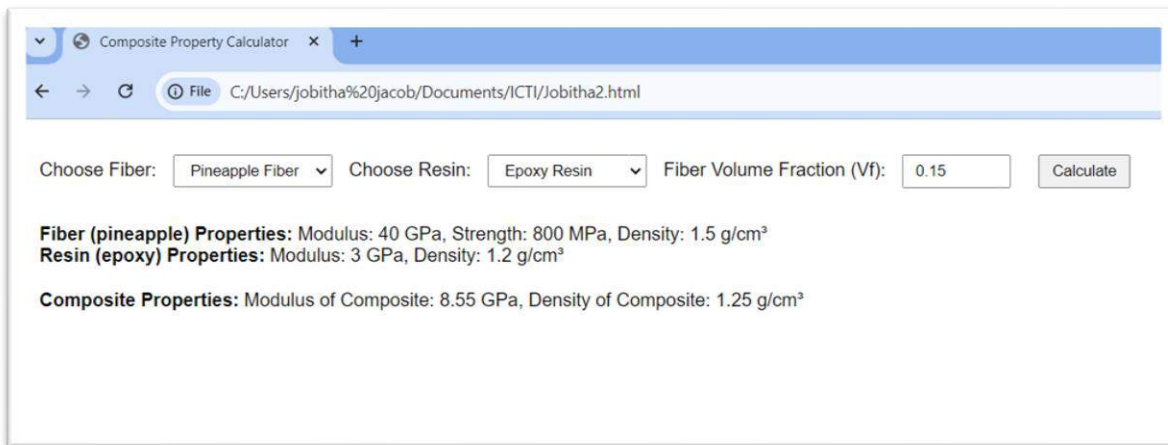 Composite Property Calculator
File C:/Users/jobitha%20jacob/Documents/ICTI/Jobitha2.html
Choose Fiber: Pineapple Fiber Choose Resin: Epoxy Resin Fiber Volume Fraction (Vf): 0.15 Calculate
Fiber (pineapple) Properties: Modulus: 40 GPa, Strength: 800 MPa, Density: 1.5 g/cm³
Resin (epoxy) Properties: Modulus: 3 GPa, Density: 1.2 g/cm³
Composite Properties: Modulus of Composite: 8.55 GPa, Density of Composite: 1.25 g/cm³